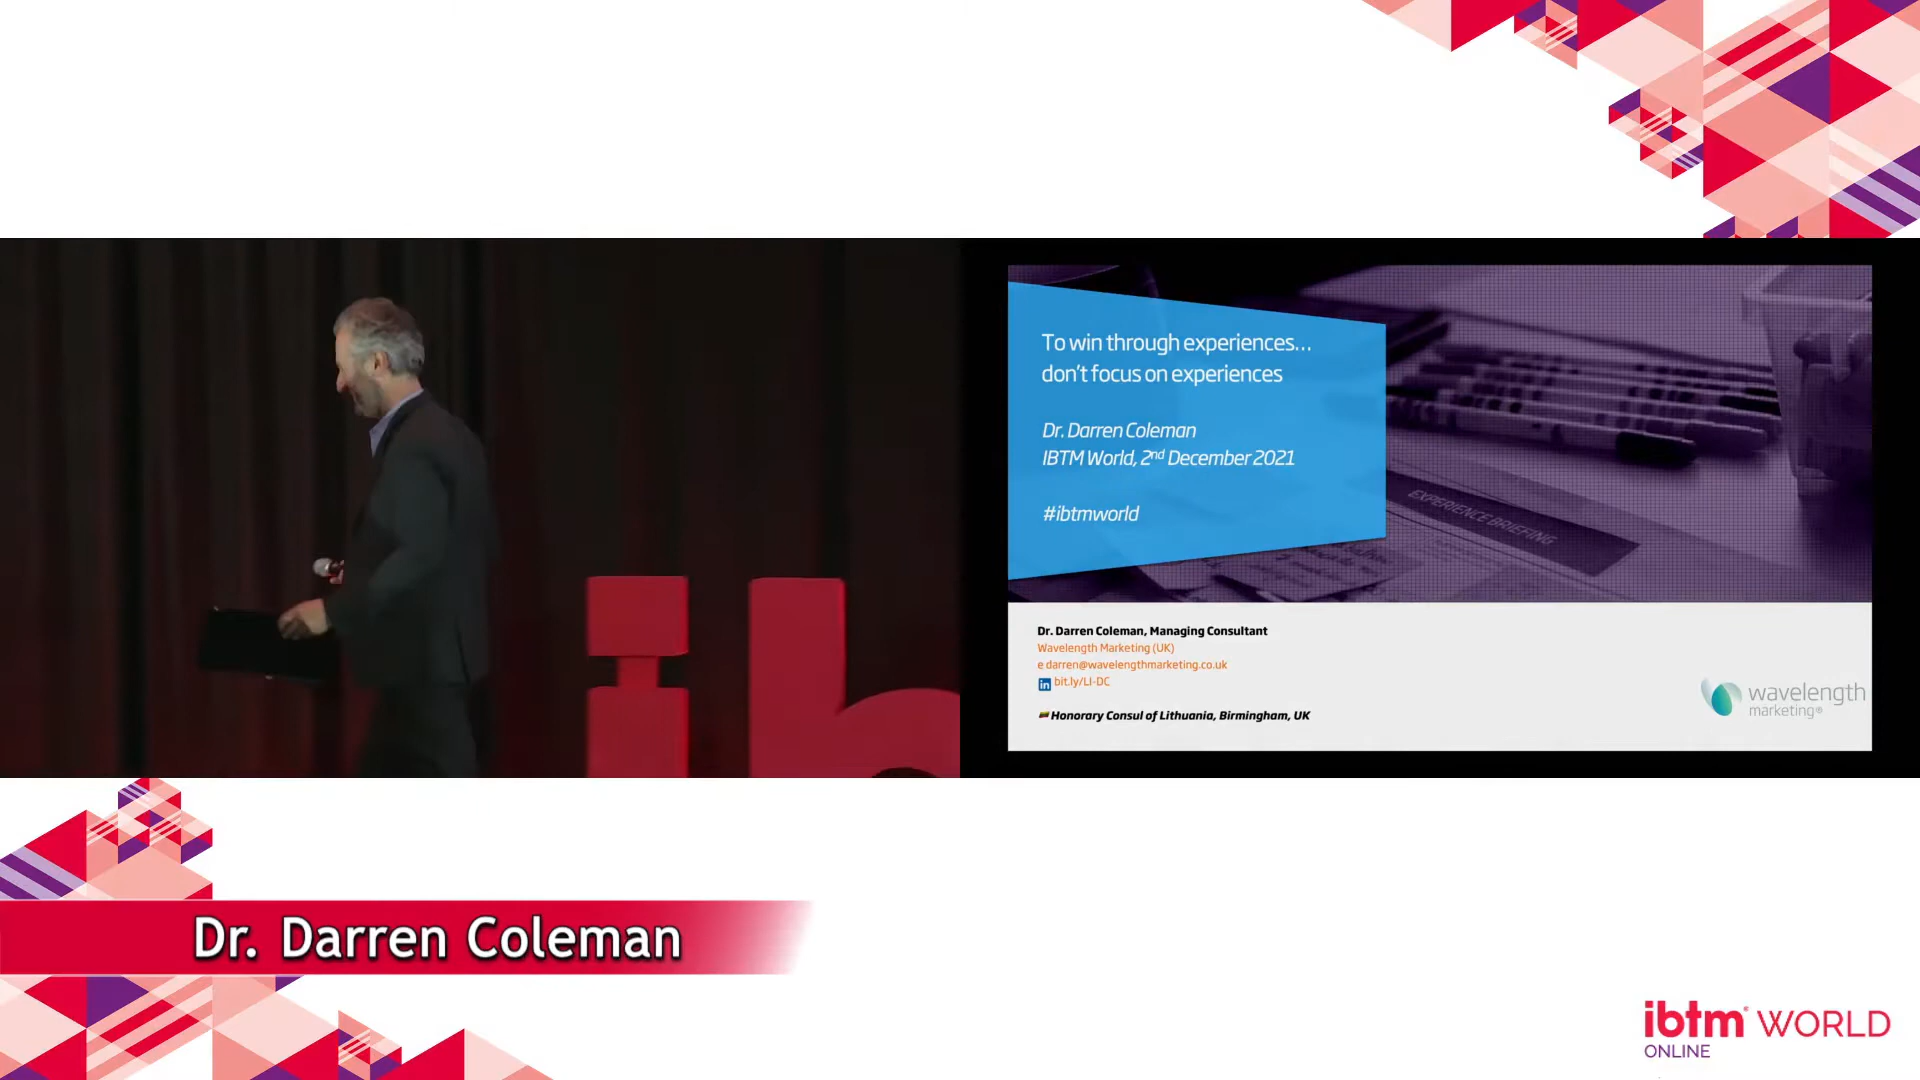 To win through experiences...
don't focus on experiences
Dr. Darren Coleman
IBTM World, 2nd December 2021
#ibtmworld
EXPERIENCE BRIEFING
Dr. Darren Coleman, Managing Consultant
Wavelength Marketing (UK)
e darren@wavelengthmarketing.co.uk
in bit.ly/LI-DC
Honorary Consul of Lithuania, Birmingham, UK
wavelength
marketing®
ib
Dr. Darren Coleman
ibtm® WORLD
ONLINE